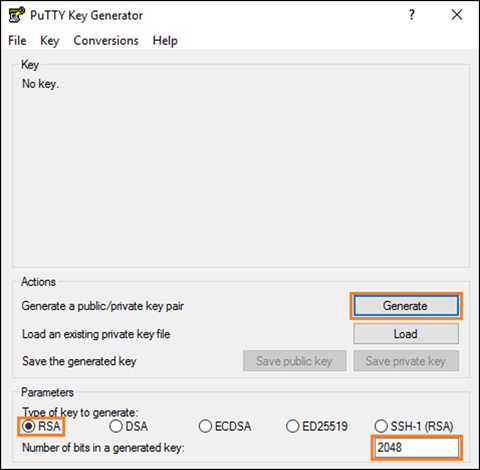 PuTTY Key Generator
File Key Conversions Help
Key
No key.
Actions
Generate a public/private key pair Generate
Load an existing private key file Load
Save the generated key Save public key Save private key
Parameters
Type of key to generate:
RSA DSA ECDSA ED25519 SSH-1 (RSA)
Number of bits in a generated key: 2048